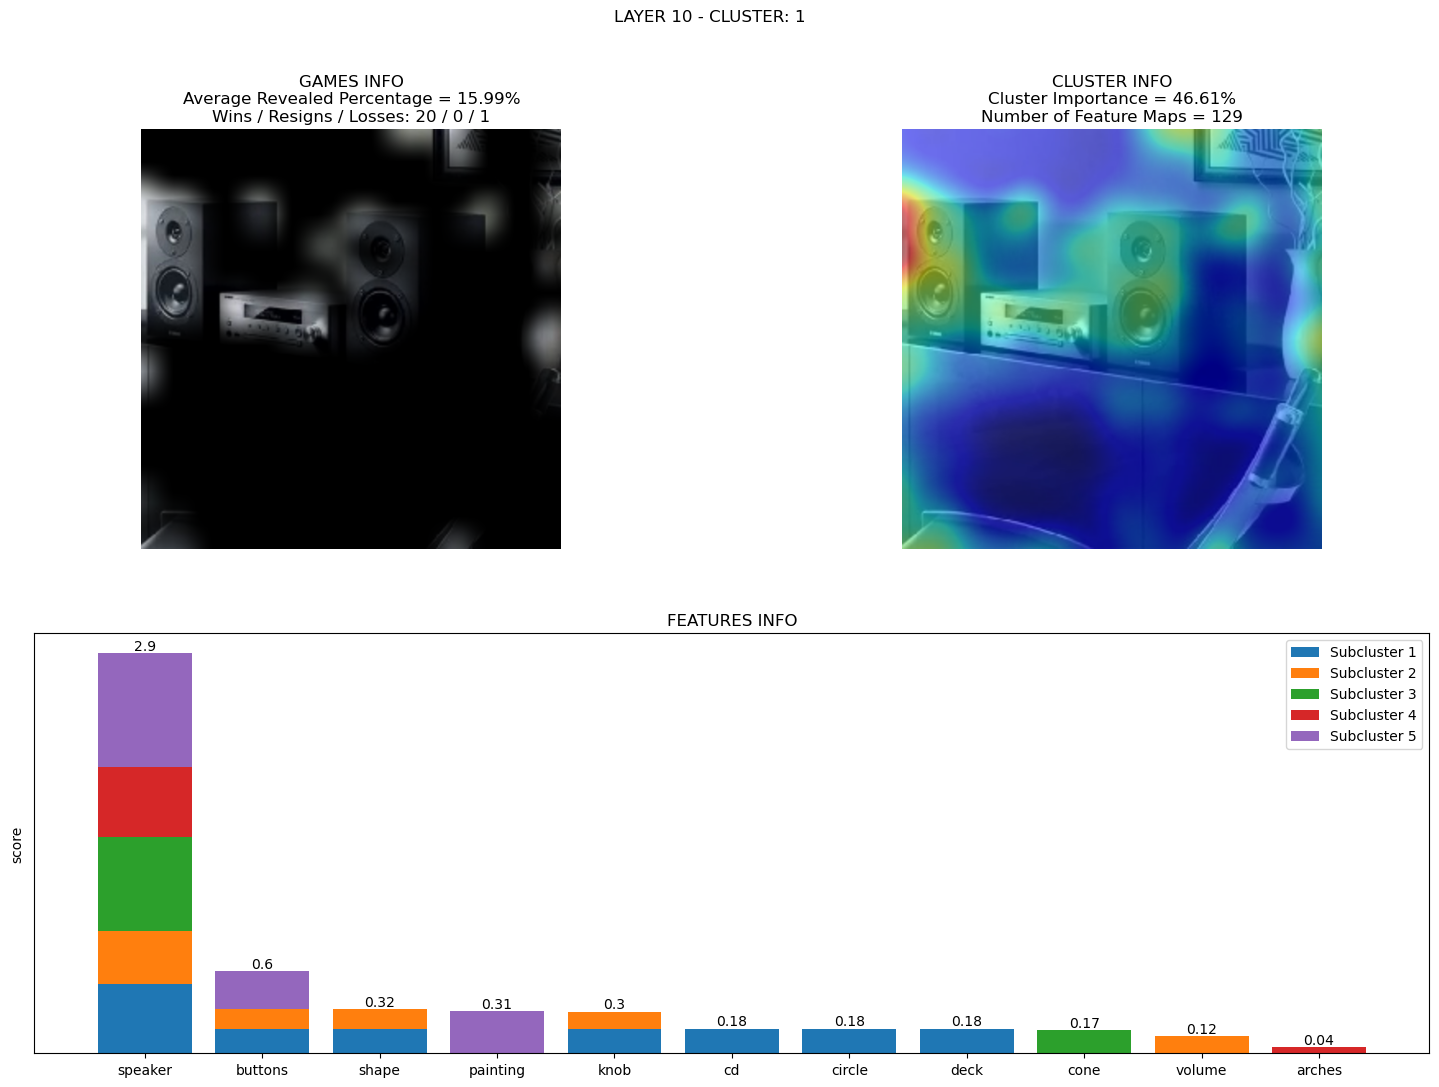 LAYER 10 - CLUSTER: 1
GAMES INFO
Average Revealed Percentage = 15.99%
Wins / Resigns / Losses: 20 / 0 / 1
CLUSTER INFO
Cluster Importance = 46.61%
Number of Feature Maps = 129
FEATURES INFO
score
2.9
0.6
0.32
0.31
0.3
0.18
0.18
0.18
0.17
0.12
0.04
Subcluster 1
Subcluster 2
Subcluster 3
Subcluster 4
Subcluster 5
speaker
buttons
shape
painting
knob
cd
circle
deck
cone
volume
arches